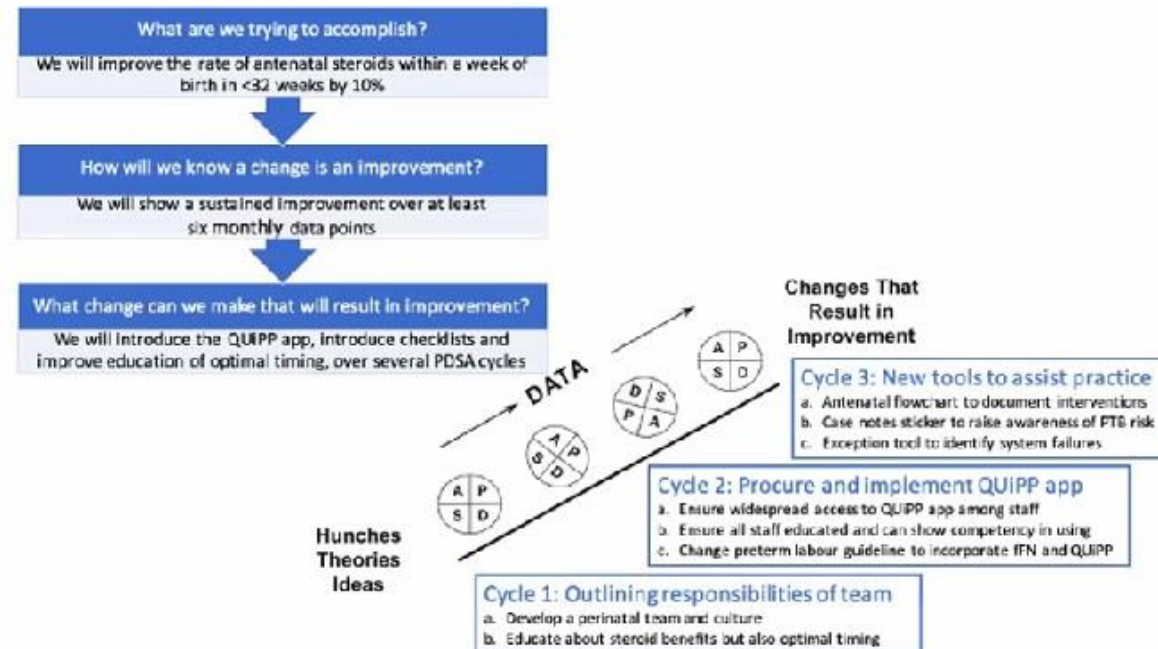 What are we trying to accomplish?
We will improve the rate of antenatal steroids within a week of
birth in <32 weeks by 10%
How will we know a change is an improvement?
We will show a sustained improvement over at least
six monthly data points
What change can we make that will result in improvement?
We will introduce the QUiPP app, introduce checklists and
improve education of optimal timing, over several PDSA cycles
Changes That
Result in
Improvement
DATA
A P
S D
D S
P A
A P
S D
A P
S D
Hunches
Theories
Ideas
Cycle 3: New tools to assist practice
a. Antenatal flowchart to document interventions
b. Case notes sticker to raise awareness of PTB risk
c. Exception tool to identify system failures
Cycle 2: Procure and implement QUiPP app
a. Ensure widespread access to QUiPP app among staff
b. Ensure all staff educated and can show competency in using
c. Change preterm labour guideline to incorporate fFN and QUiPP
Cycle 1: Outlining responsibilities of team
a. Develop a perinatal team and culture
b. Educate about steroid benefits but also optimal timing